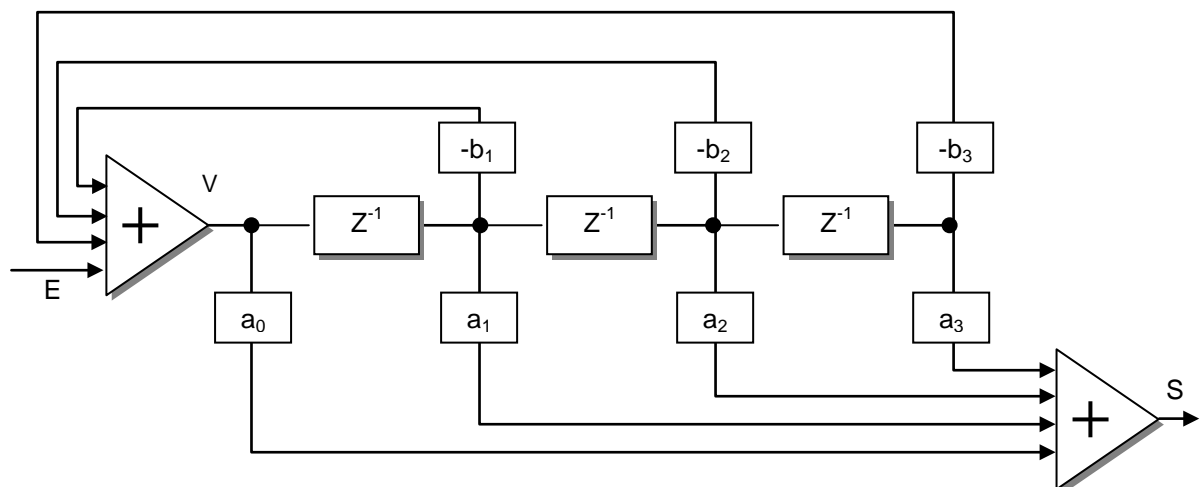 -b₁
-b₂
-b₃
V
+
Z⁻¹
Z⁻¹
Z⁻¹
E
a₀
a₁
a₂
a₃
S
+